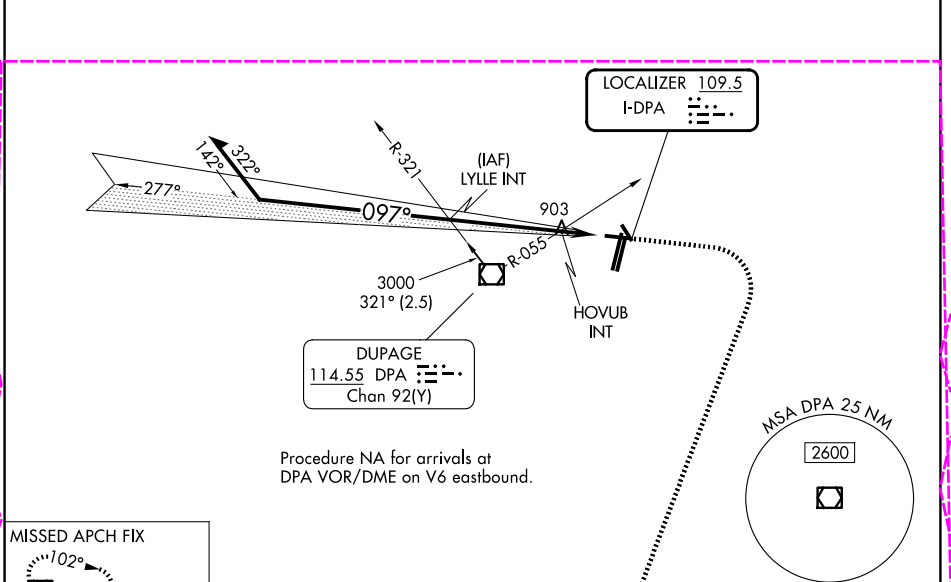 LOCALIZER 109.5
I-DPA
R-321
(IAF)
LYLLE INT
322°
142°
277°
097°
903
R-055
3000
321° (2.5)
HOVUB
INT
DUPAGE
114.55 DPA
Chan 92(Y)
Procedure NA for arrivals at
DPA VOR/DME on V6 eastbound.
MSA DPA 25 NM
2600
MISSED APCH FIX
102°